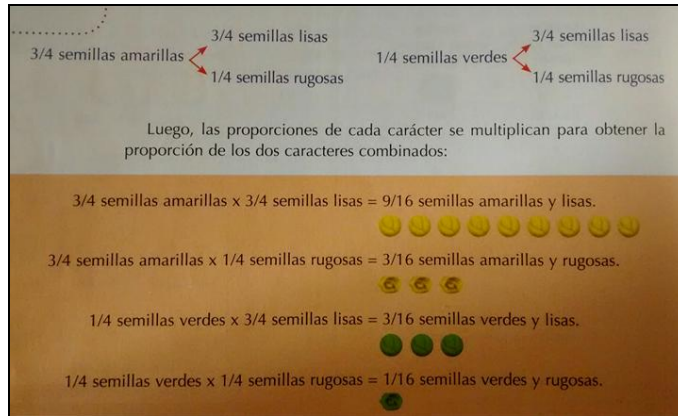 3/4 semillas lisas
3/4 semillas amarillas
1/4 semillas rugosas
3/4 semillas lisas
1/4 semillas verdes
1/4 semillas rugosas
Luego, las proporciones de cada carácter se multiplican para obtener la
proporción de los dos caracteres combinados:
3/4 semillas amarillas x 3/4 semillas lisas = 9/16 semillas amarillas y lisas.
3/4 semillas amarillas x 1/4 semillas rugosas = 3/16 semillas amarillas y rugosas.
1/4 semillas verdes x 3/4 semillas lisas = 3/16 semillas verdes y lisas.
1/4 semillas verdes x 1/4 semillas rugosas = 1/16 semillas verdes y rugosas.